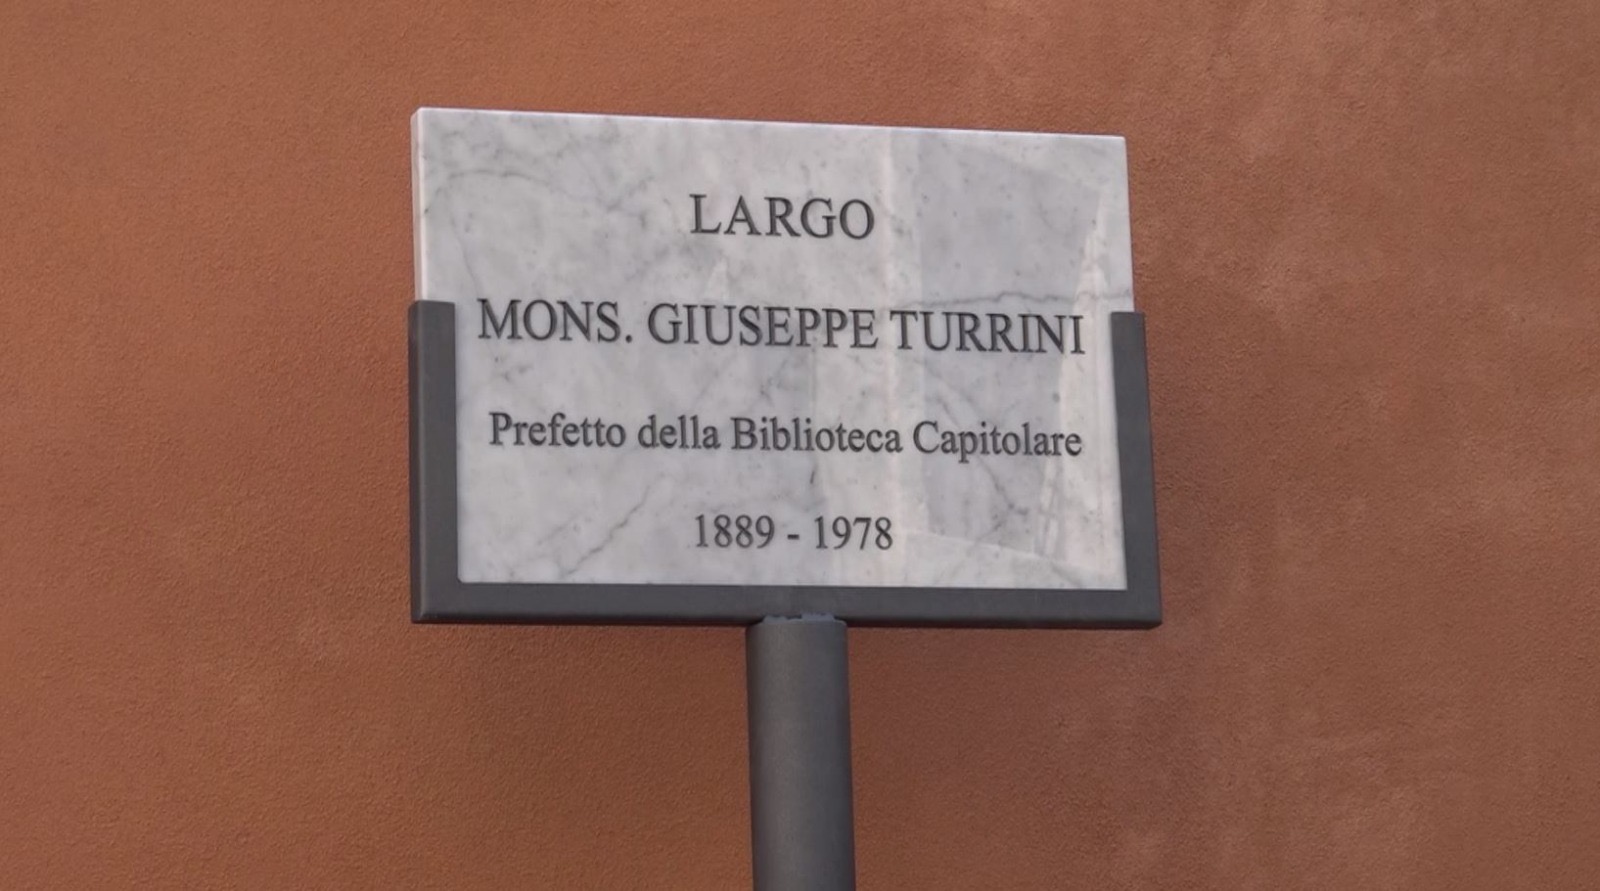 LARGO
MONS. GIUSEPPE TURRINI
Prefetto della Biblioteca Capitolare
1889 - 1978